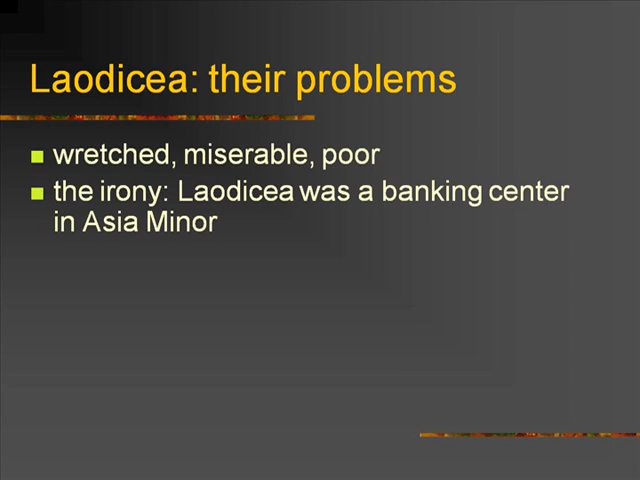 Laodicea: their problems
wretched, miserable, poor
the irony: Laodicea was a banking center
in Asia Minor